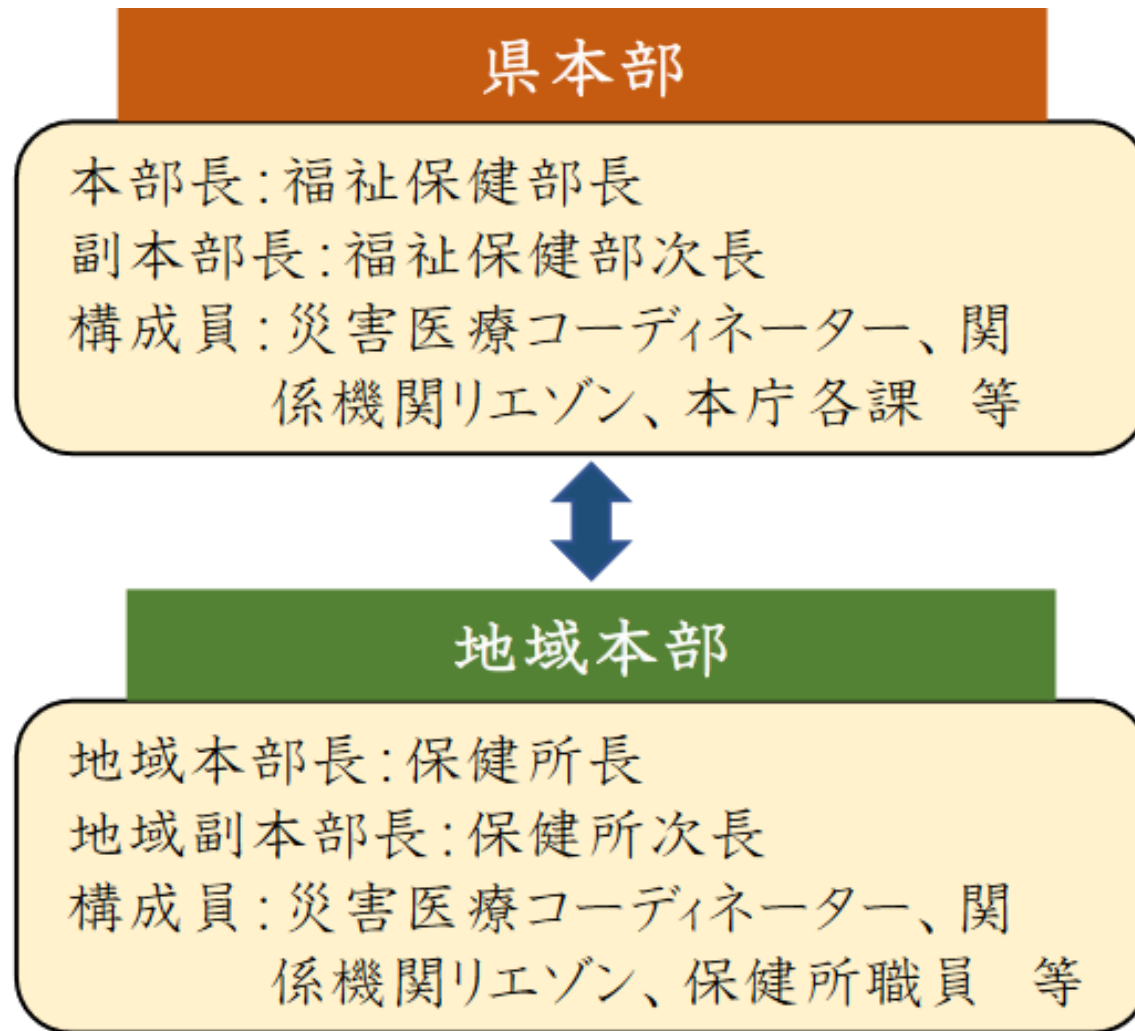 県本部
本部長:福祉保健部長
副本部長:福祉保健部次長
構成員:災害医療コーディネーター、関
係機関リエゾン、本庁各課　等
地域本部
地域本部長:保健所長
地域副本部長:保健所次長
構成員:災害医療コーディネーター、関
係機関リエゾン、保健所職員　等